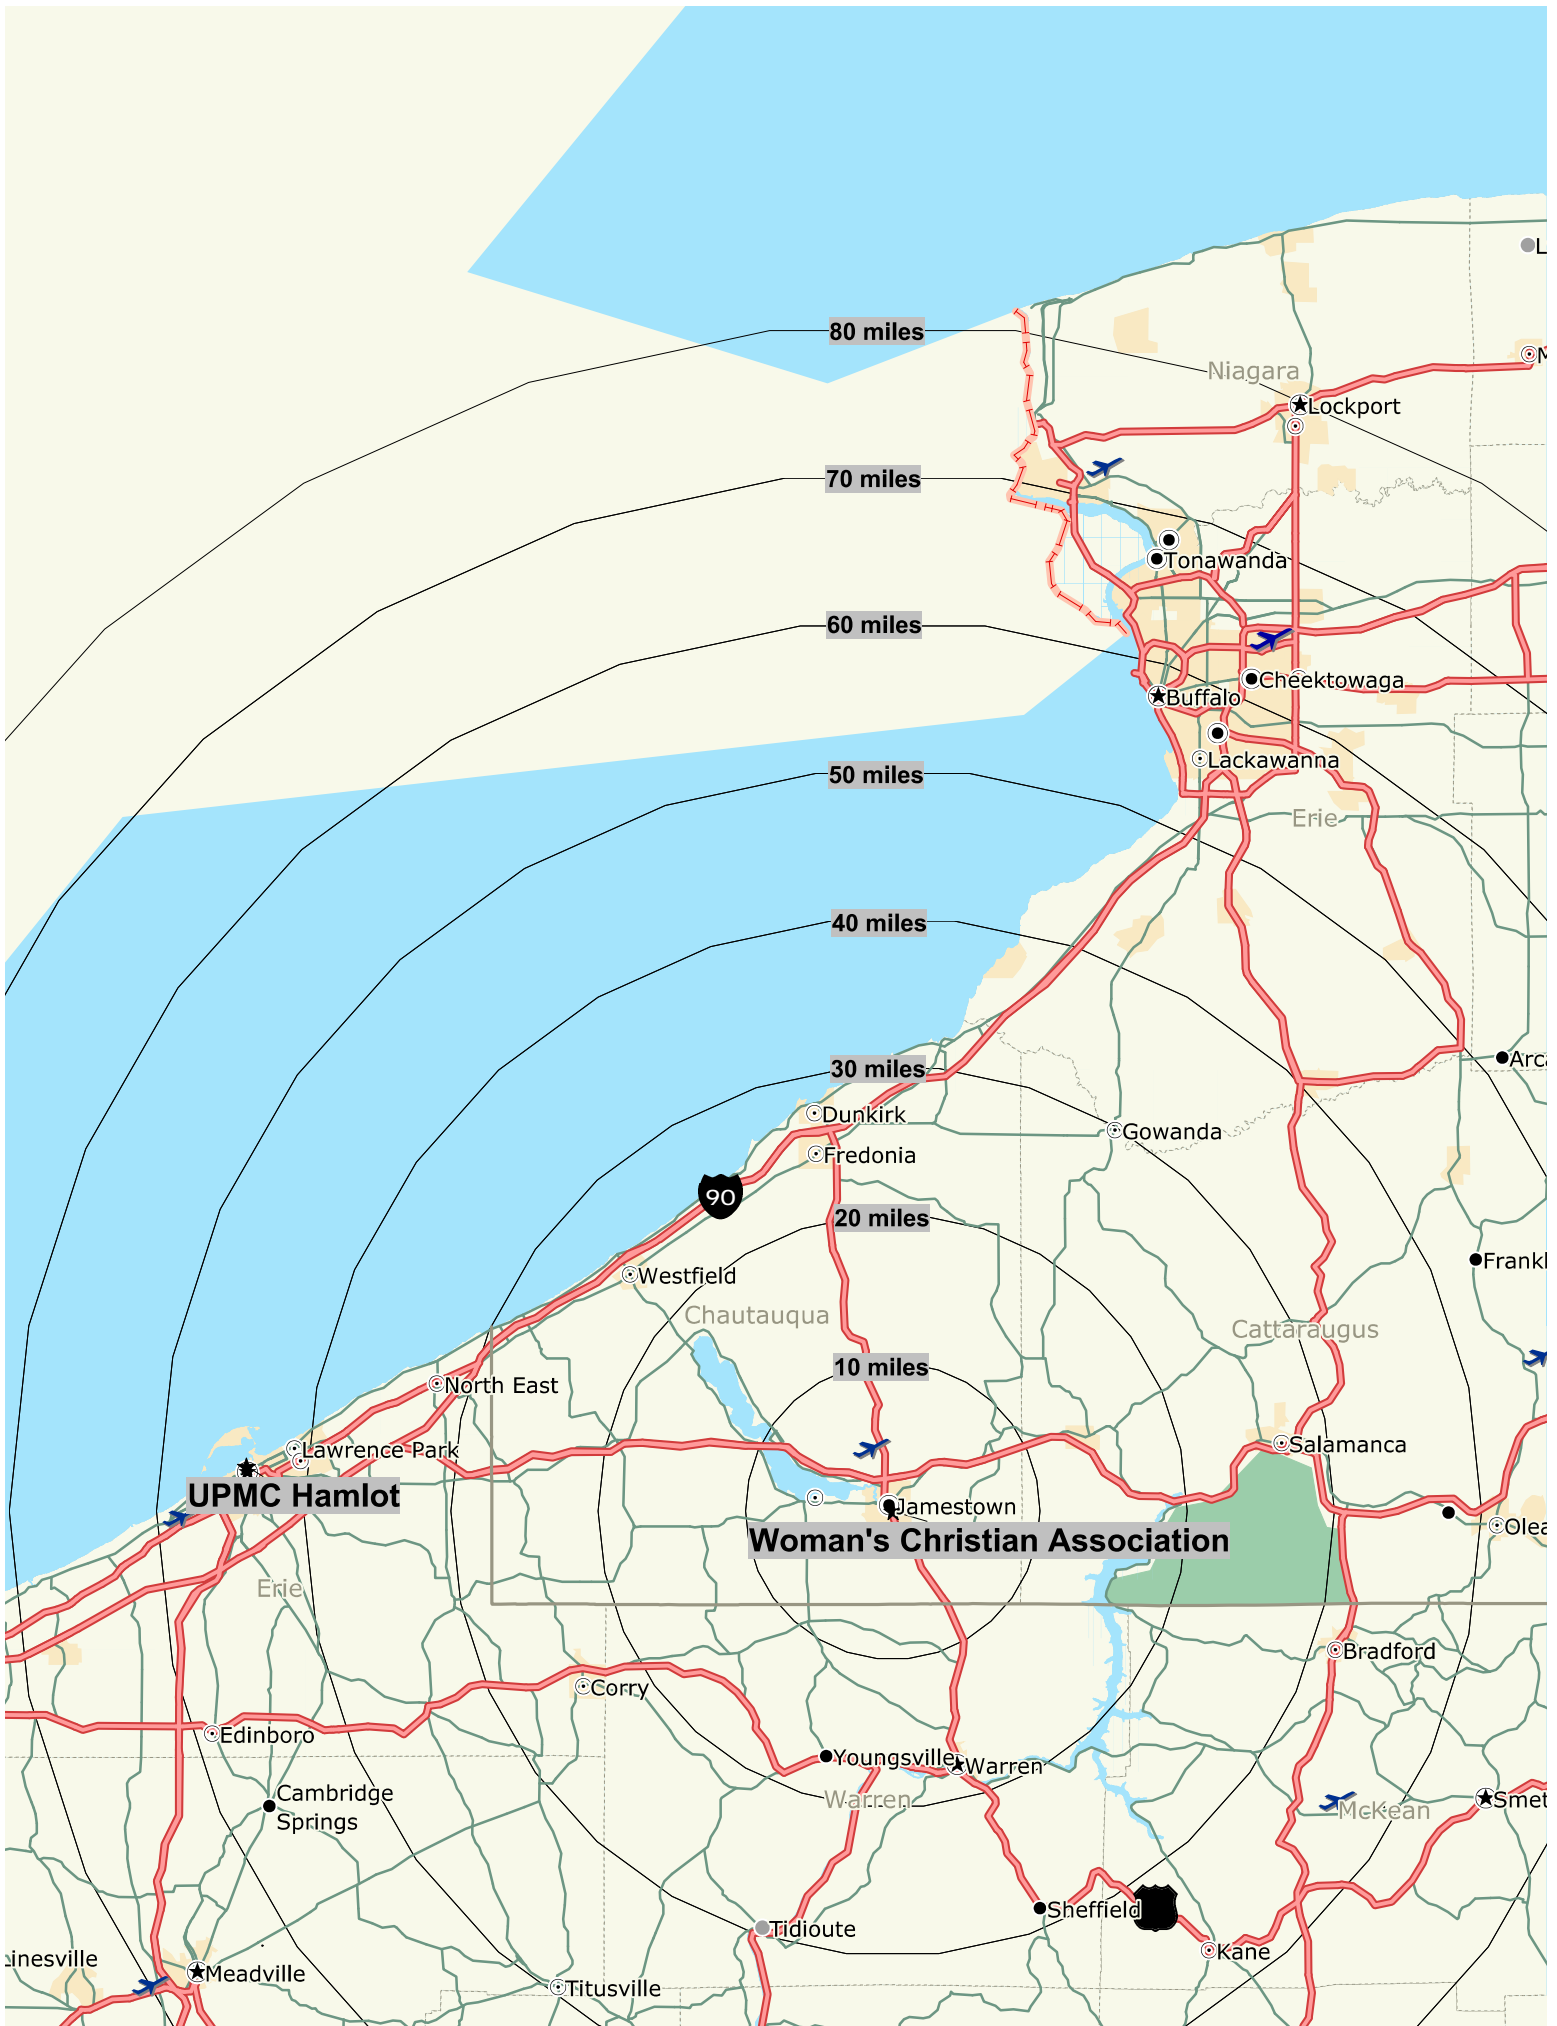 L
80 miles
M
Niagara
Lockport
70 miles
Tonawanda
60 miles
Cheektowaga
Buffalo
Lackawanna
50 miles
Erie
40 miles
Arca
30 miles
Dunkirk
Gowanda
Fredonia
90
20 miles
Frankl
Westfield
Chautauqua
Cattaraugus
10 miles
North East
Salamanca
Lawrence Park
UPMC Hamlot
Jamestown
Olea
Woman's Christian Association
Erie
Bradford
Corry
Edinboro
Youngsville
Warren
Cambridge
Springs
Warren
McKean
Smet
Sheffield
Tidioute
Kane
inesville
Meadville
Titusville